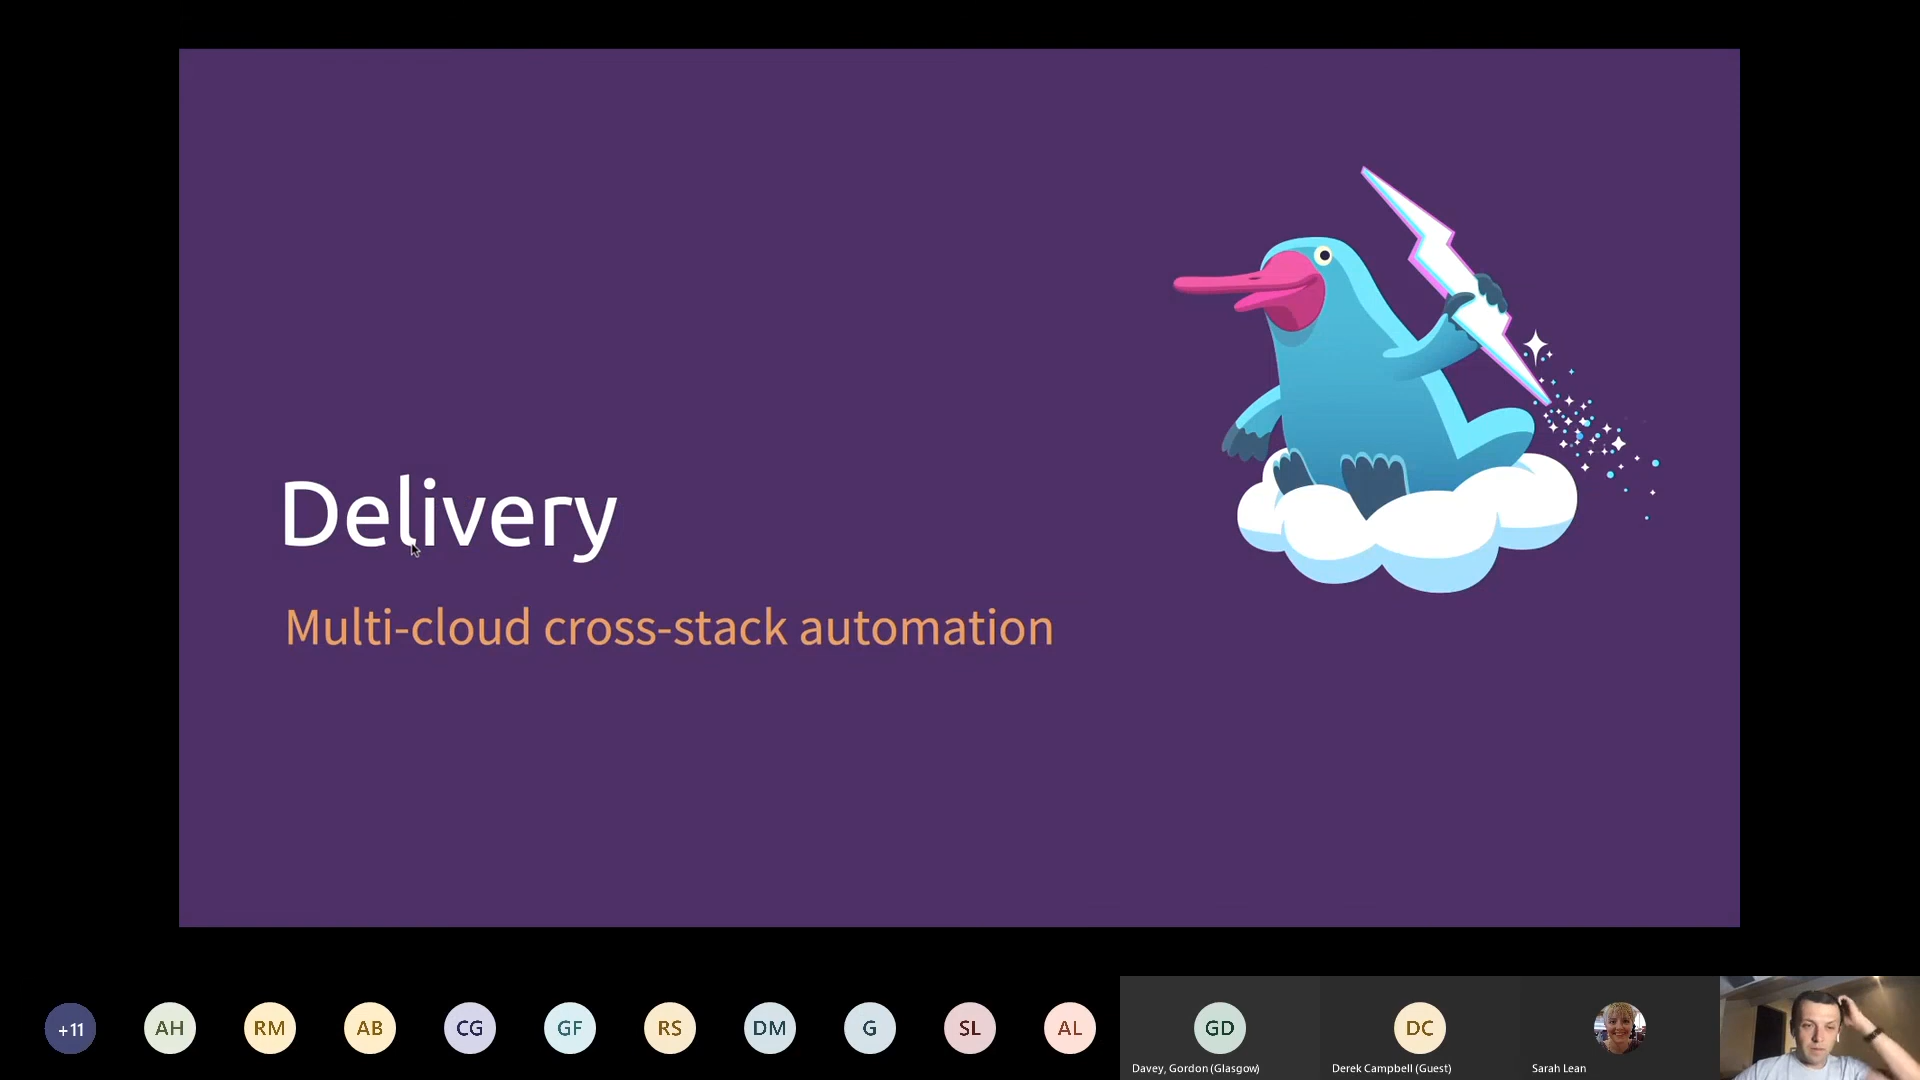 Delivery
Multi-cloud cross-stack automation
+11
AH
RM
AB
CG
GF
RS
DM
G
SL
AL
GD
DC
Davey, Gordon (Glasgow)
Derek Campbell (Guest)
Sarah Lean